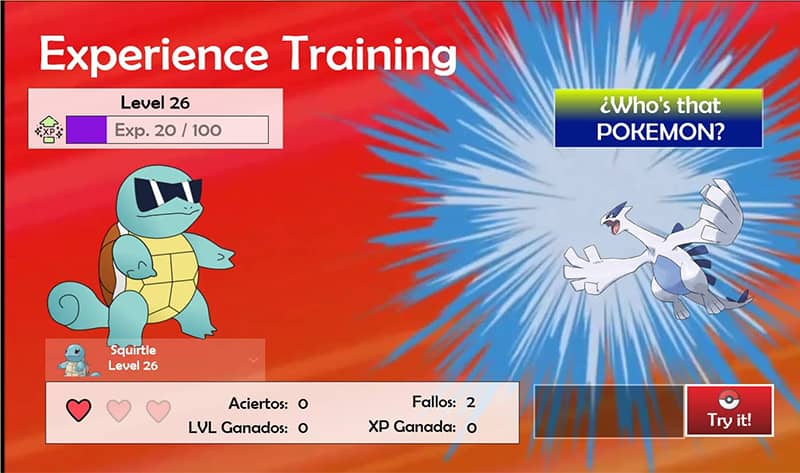 Experience Training
Level 26
XP
Exp. 20 / 100
¿Who's that
POKEMON?
Squirtle
Level 26
Aciertos: 0
Fallos: 2
LVL Ganados: 0
XP Ganada: 0
Try it!